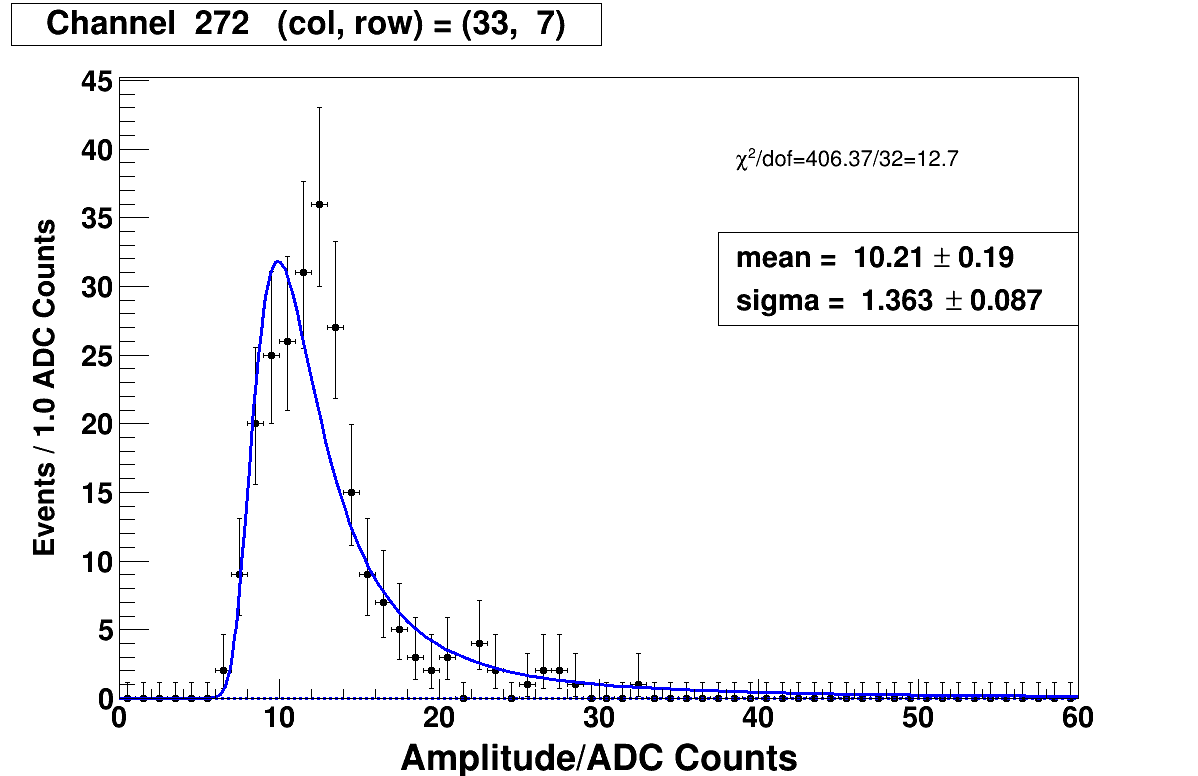 Channel 272 (col, row) = (33, 7)
45
40
35
30
25
20
15
10
5
0
Events / 1.0 ADC Counts
χ²/dof=406.37/32=12.7
mean = 10.21 ± 0.19
sigma = 1.363 ± 0.087
0 10 20 30 40 50 60
Amplitude/ADC Counts